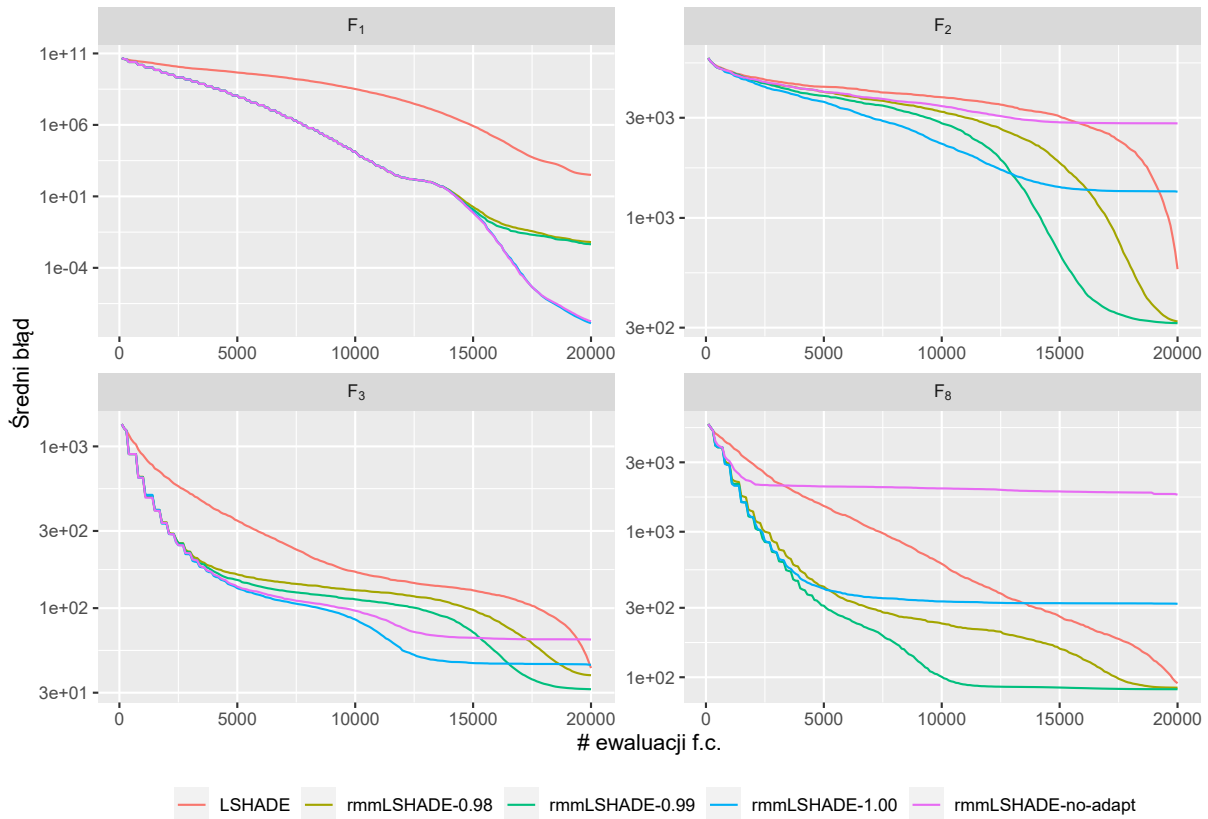 F₁
F₂
1e+11
1e+06
1e+01
1e-04
3e+03
1e+03
3e+02
0 5000 10000 15000 20000
0 5000 10000 15000 20000
Średni błąd
F₃
F₈
1e+03
3e+02
1e+02
3e+01
3e+03
1e+03
3e+02
1e+02
0 5000 10000 15000 20000
0 5000 10000 15000 20000
# ewaluacji f.c.
LSHADE rmmLSHADE-0.98 rmmLSHADE-0.99 rmmLSHADE-1.00 rmmLSHADE-no-adapt